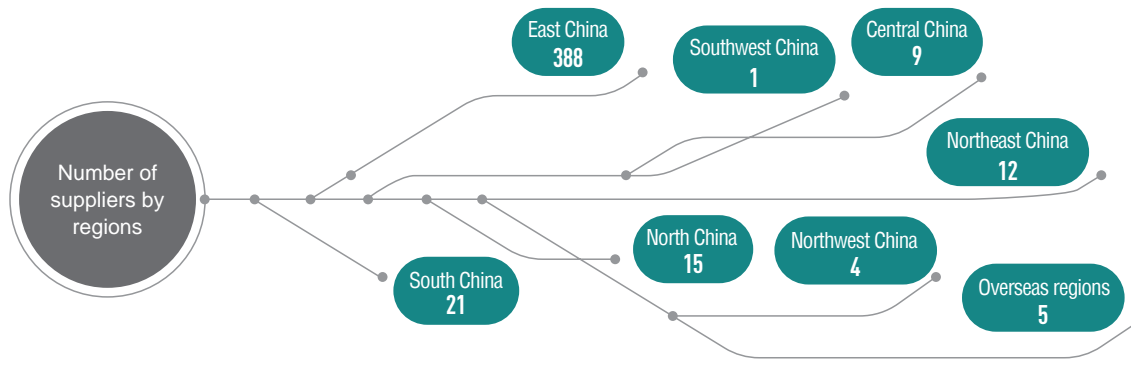 Number of
suppliers by
regions
East China
388
Southwest China
1
Central China
9
Northeast China
12
South China
21
North China
15
Northwest China
4
Overseas regions
5